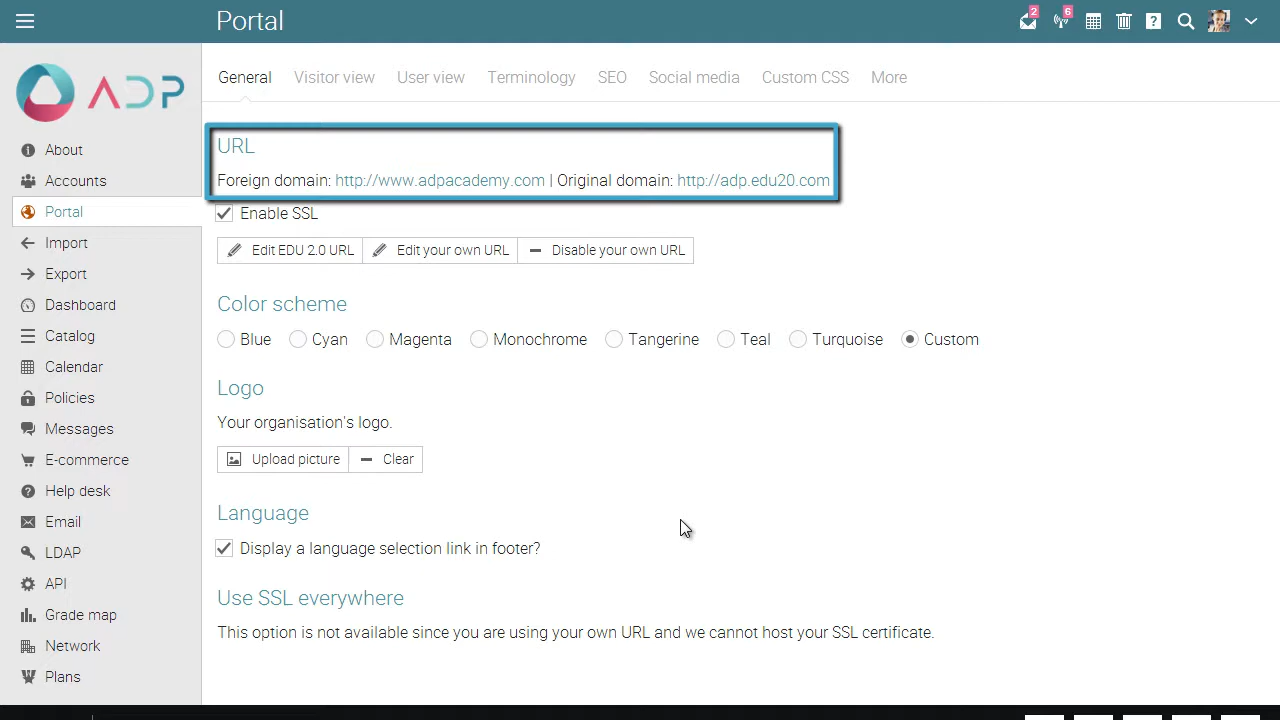 Portal
2
6
ADP
General Visitor view User view Terminology SEO Social media Custom CSS More
About
Accounts
Portal
Import
Export
Dashboard
Catalog
Calendar
Policies
Messages
E-commerce
Help desk
Email
LDAP
API
Grade map
Network
Plans
URL
Foreign domain: http://www.adpacademy.com | Original domain: http://adp.edu20.com
Enable SSL
Edit EDU 2.0 URL Edit your own URL Disable your own URL
Color scheme
Blue Cyan Magenta Monochrome Tangerine Teal Turquoise Custom
Logo
Your organisation's logo.
Upload picture Clear
Language
Display a language selection link in footer?
Use SSL everywhere
This option is not available since you are using your own URL and we cannot host your SSL certificate.